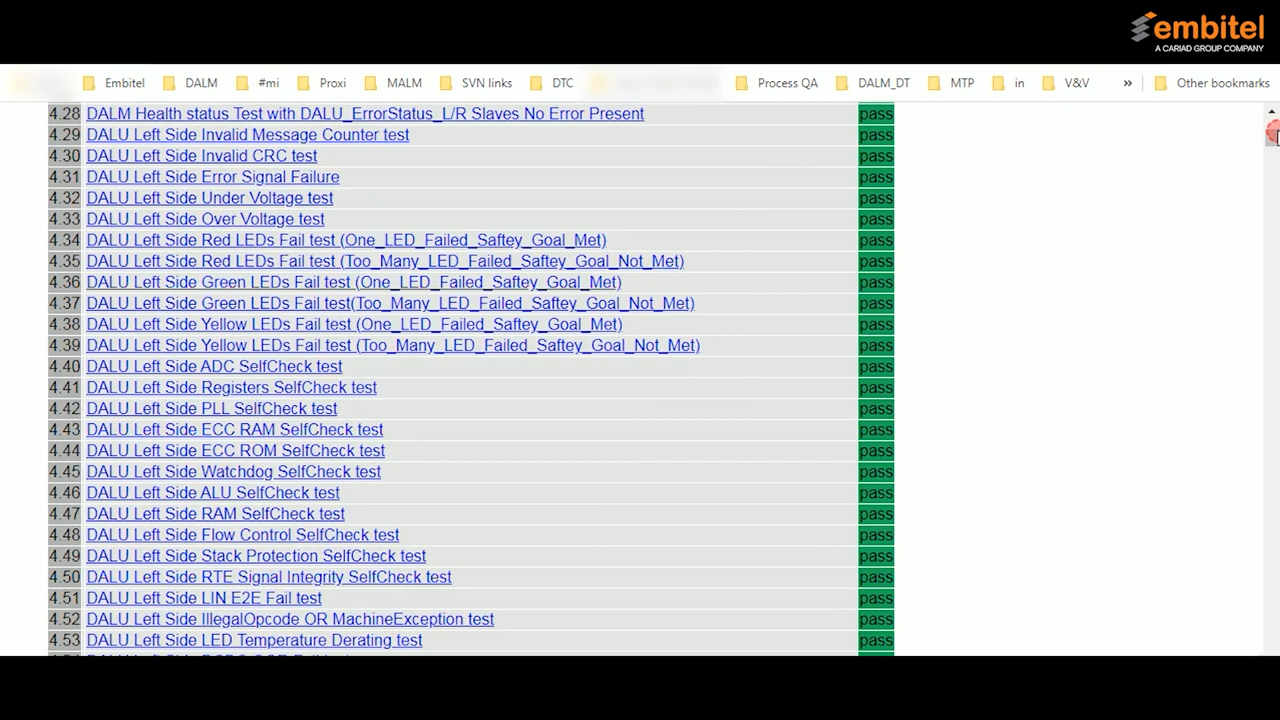 embitel
A CARIAD GROUP COMPANY
Embitel DALM #mi Proxi MALM SVN links DTC Process QA DALM_DT MTP in V&V » Other bookmarks
4.28 DALM Health status Test with DALU_ErrorStatus_L/R Slaves No Error Present pass
4.29 DALU Left Side Invalid Message Counter test pass
4.30 DALU Left Side Invalid CRC test pass
4.31 DALU Left Side Error Signal Failure pass
4.32 DALU Left Side Under Voltage test pass
4.33 DALU Left Side Over Voltage test pass
4.34 DALU Left Side Red LEDs Fail test (One_LED_Failed_Saftey_Goal_Met) pass
4.35 DALU Left Side Red LEDs Fail test (Too_Many_LED_Failed_Saftey_Goal_Not_Met) pass
4.36 DALU Left Side Green LEDs Fail test (One_LED_Failed_Saftey_Goal_Met) pass
4.37 DALU Left Side Green LEDs Fail test(Too_Many_LED_Failed_Saftey_Goal_Not_Met) pass
4.38 DALU Left Side Yellow LEDs Fail test (One_LED_Failed_Saftey_Goal_Met) pass
4.39 DALU Left Side Yellow LEDs Fail test (Too_Many_LED_Failed_Saftey_Goal_Not_Met) pass
4.40 DALU Left Side ADC SelfCheck test pass
4.41 DALU Left Side Registers SelfCheck test pass
4.42 DALU Left Side PLL SelfCheck test pass
4.43 DALU Left Side ECC RAM SelfCheck test pass
4.44 DALU Left Side ECC ROM SelfCheck test pass
4.45 DALU Left Side Watchdog SelfCheck test pass
4.46 DALU Left Side ALU SelfCheck test pass
4.47 DALU Left Side RAM SelfCheck test pass
4.48 DALU Left Side Flow Control SelfCheck test pass
4.49 DALU Left Side Stack Protection SelfCheck test pass
4.50 DALU Left Side RTE Signal Integrity SelfCheck test pass
4.51 DALU Left Side LIN E2E Fail test pass
4.52 DALU Left Side IllegalOpcode OR MachineException test pass
4.53 DALU Left Side LED Temperature Derating test pass